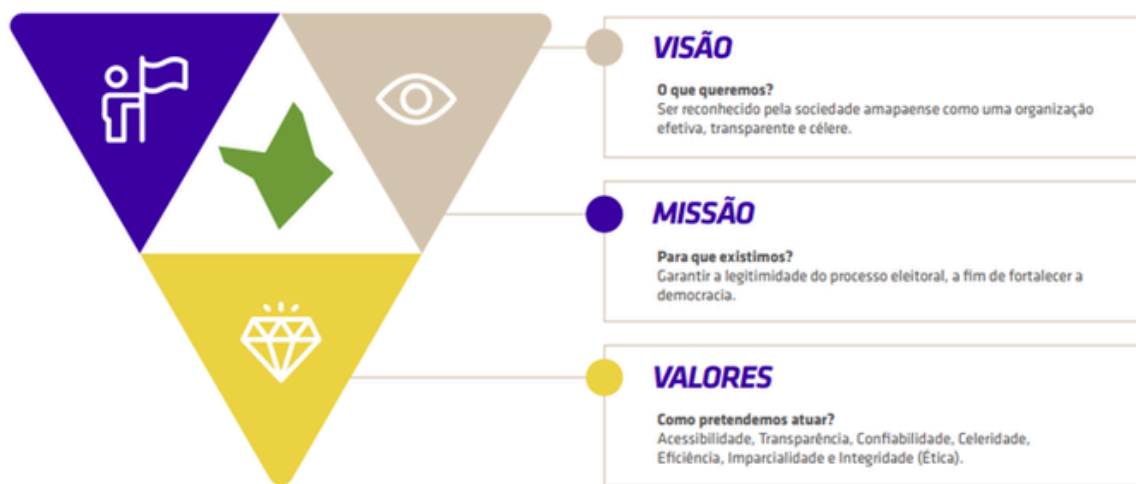 VISÃO
O que queremos?
Ser reconhecido pela sociedade amapaense como uma organização
efetiva, transparente e célere.
MISSÃO
Para que existimos?
Garantir a legitimidade do processo eleitoral, a fim de fortalecer a
democracia.
VALORES
Como pretendemos atuar?
Acessibilidade, Transparência, Confiabilidade, Celeridade,
Eficiência, Imparcialidade e Integridade (Ética).